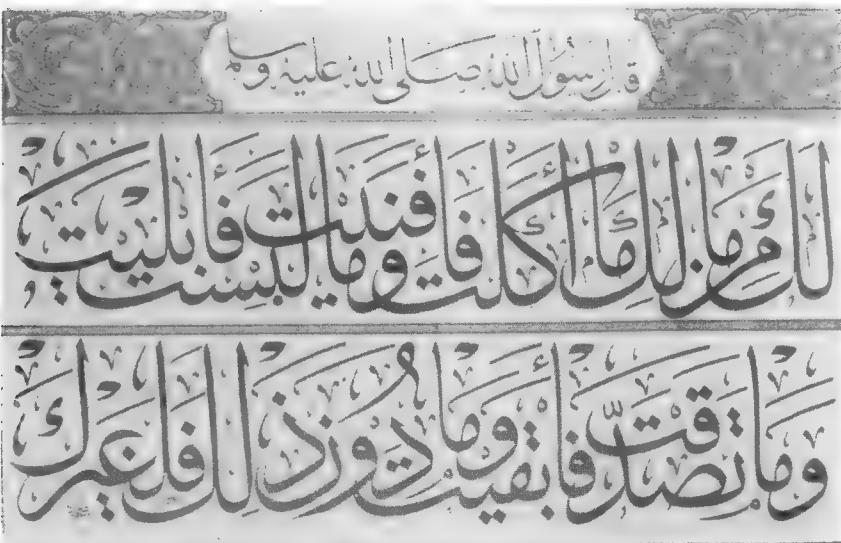 قال رسول الله صلى الله عليه وسلم
لك من مالك ما أكلت فأفنيت وما لبست فأبليت
وما تصدقت فأبقيت وما دون ذلك فلغيرك